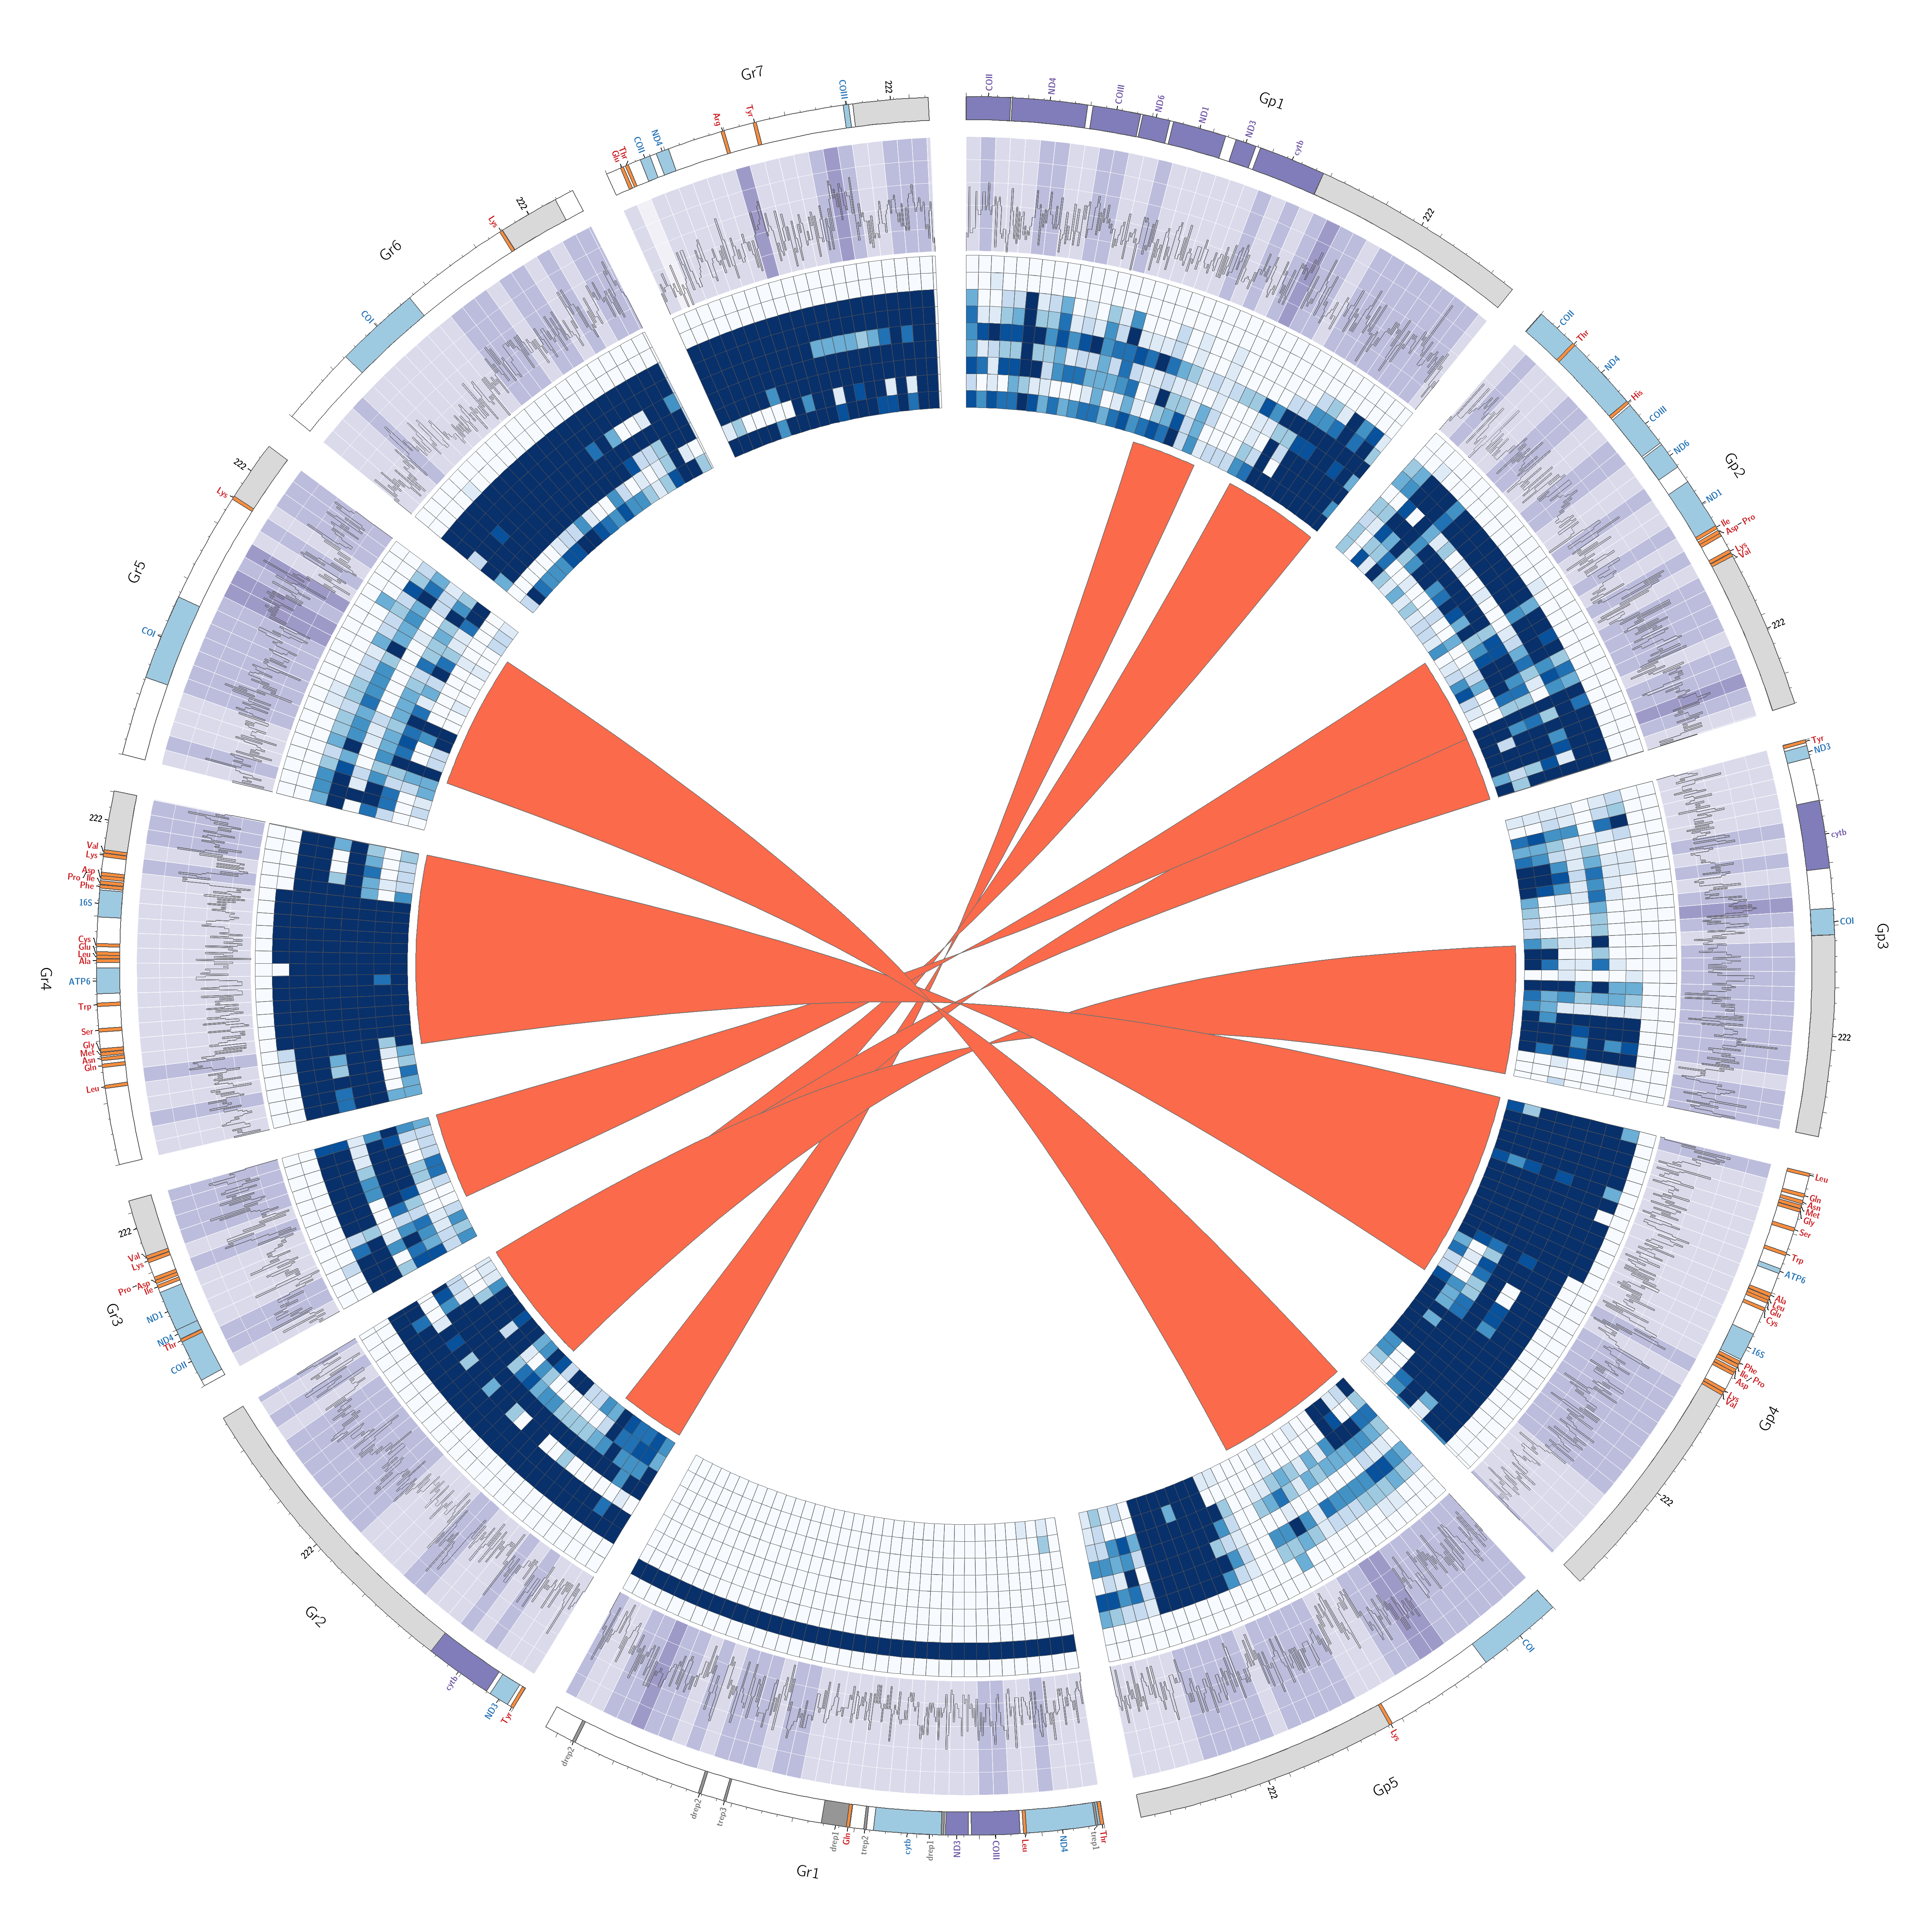 Gp1
COII
ND4
COIII
ND6
ND1
ND3
cytb
222
Gp2
COII
Thr
ND4
His
COIII
ND6
ND1
Ile
Asp
Pro
Lys
Val
222
Gp3
Tyr
ND3
cytb
COI
222
Gp4
Leu
Gln
Asn
Met
Gly
Ser
Trp
ATP6
Ala
Leu
Glu
Cys
16S
Phe
Ile
Pro
Asp
Lys
Val
222
Gp5
COI
Lys
222
Gr1
Thr
trep1
ND4
Leu
COIII
ND3
drep1
cytb
trep2
Gln
drep1
trep3
drep2
drep2
Gr2
Tyr
ND3
cytb
222
Gr3
COII
Thr
ND4
ND1
Ile
Asp
Pro
Lys
Val
222
Gr4
Leu
Gln
Asn
Met
Gly
Ser
Trp
ATP6
Ala
Leu
Glu
Cys
16S
Phe
Ile
Pro
Asp
Lys
Val
222
Gr5
COI
Lys
222
Gr6
COI
Lys
222
Gr7
Glu
Thr
COII
ND4
Arg
Tyr
COIII
222